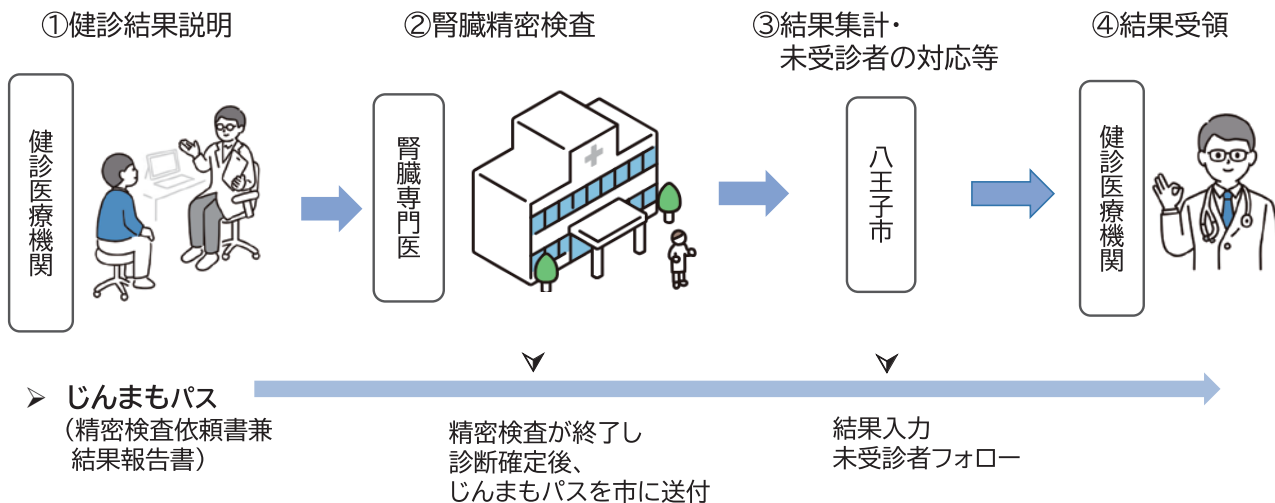 ①健診結果説明
②腎臓精密検査
③結果集計・
未受診者の対応等
④結果受領
健診医療機関
腎臓専門医
八王子市
健診医療機関
➢ じんまもパス
(精密検査依頼書兼
結果報告書)
精密検査が終了し
診断確定後、
じんまもパスを市に送付
結果入力
未受診者フォロー